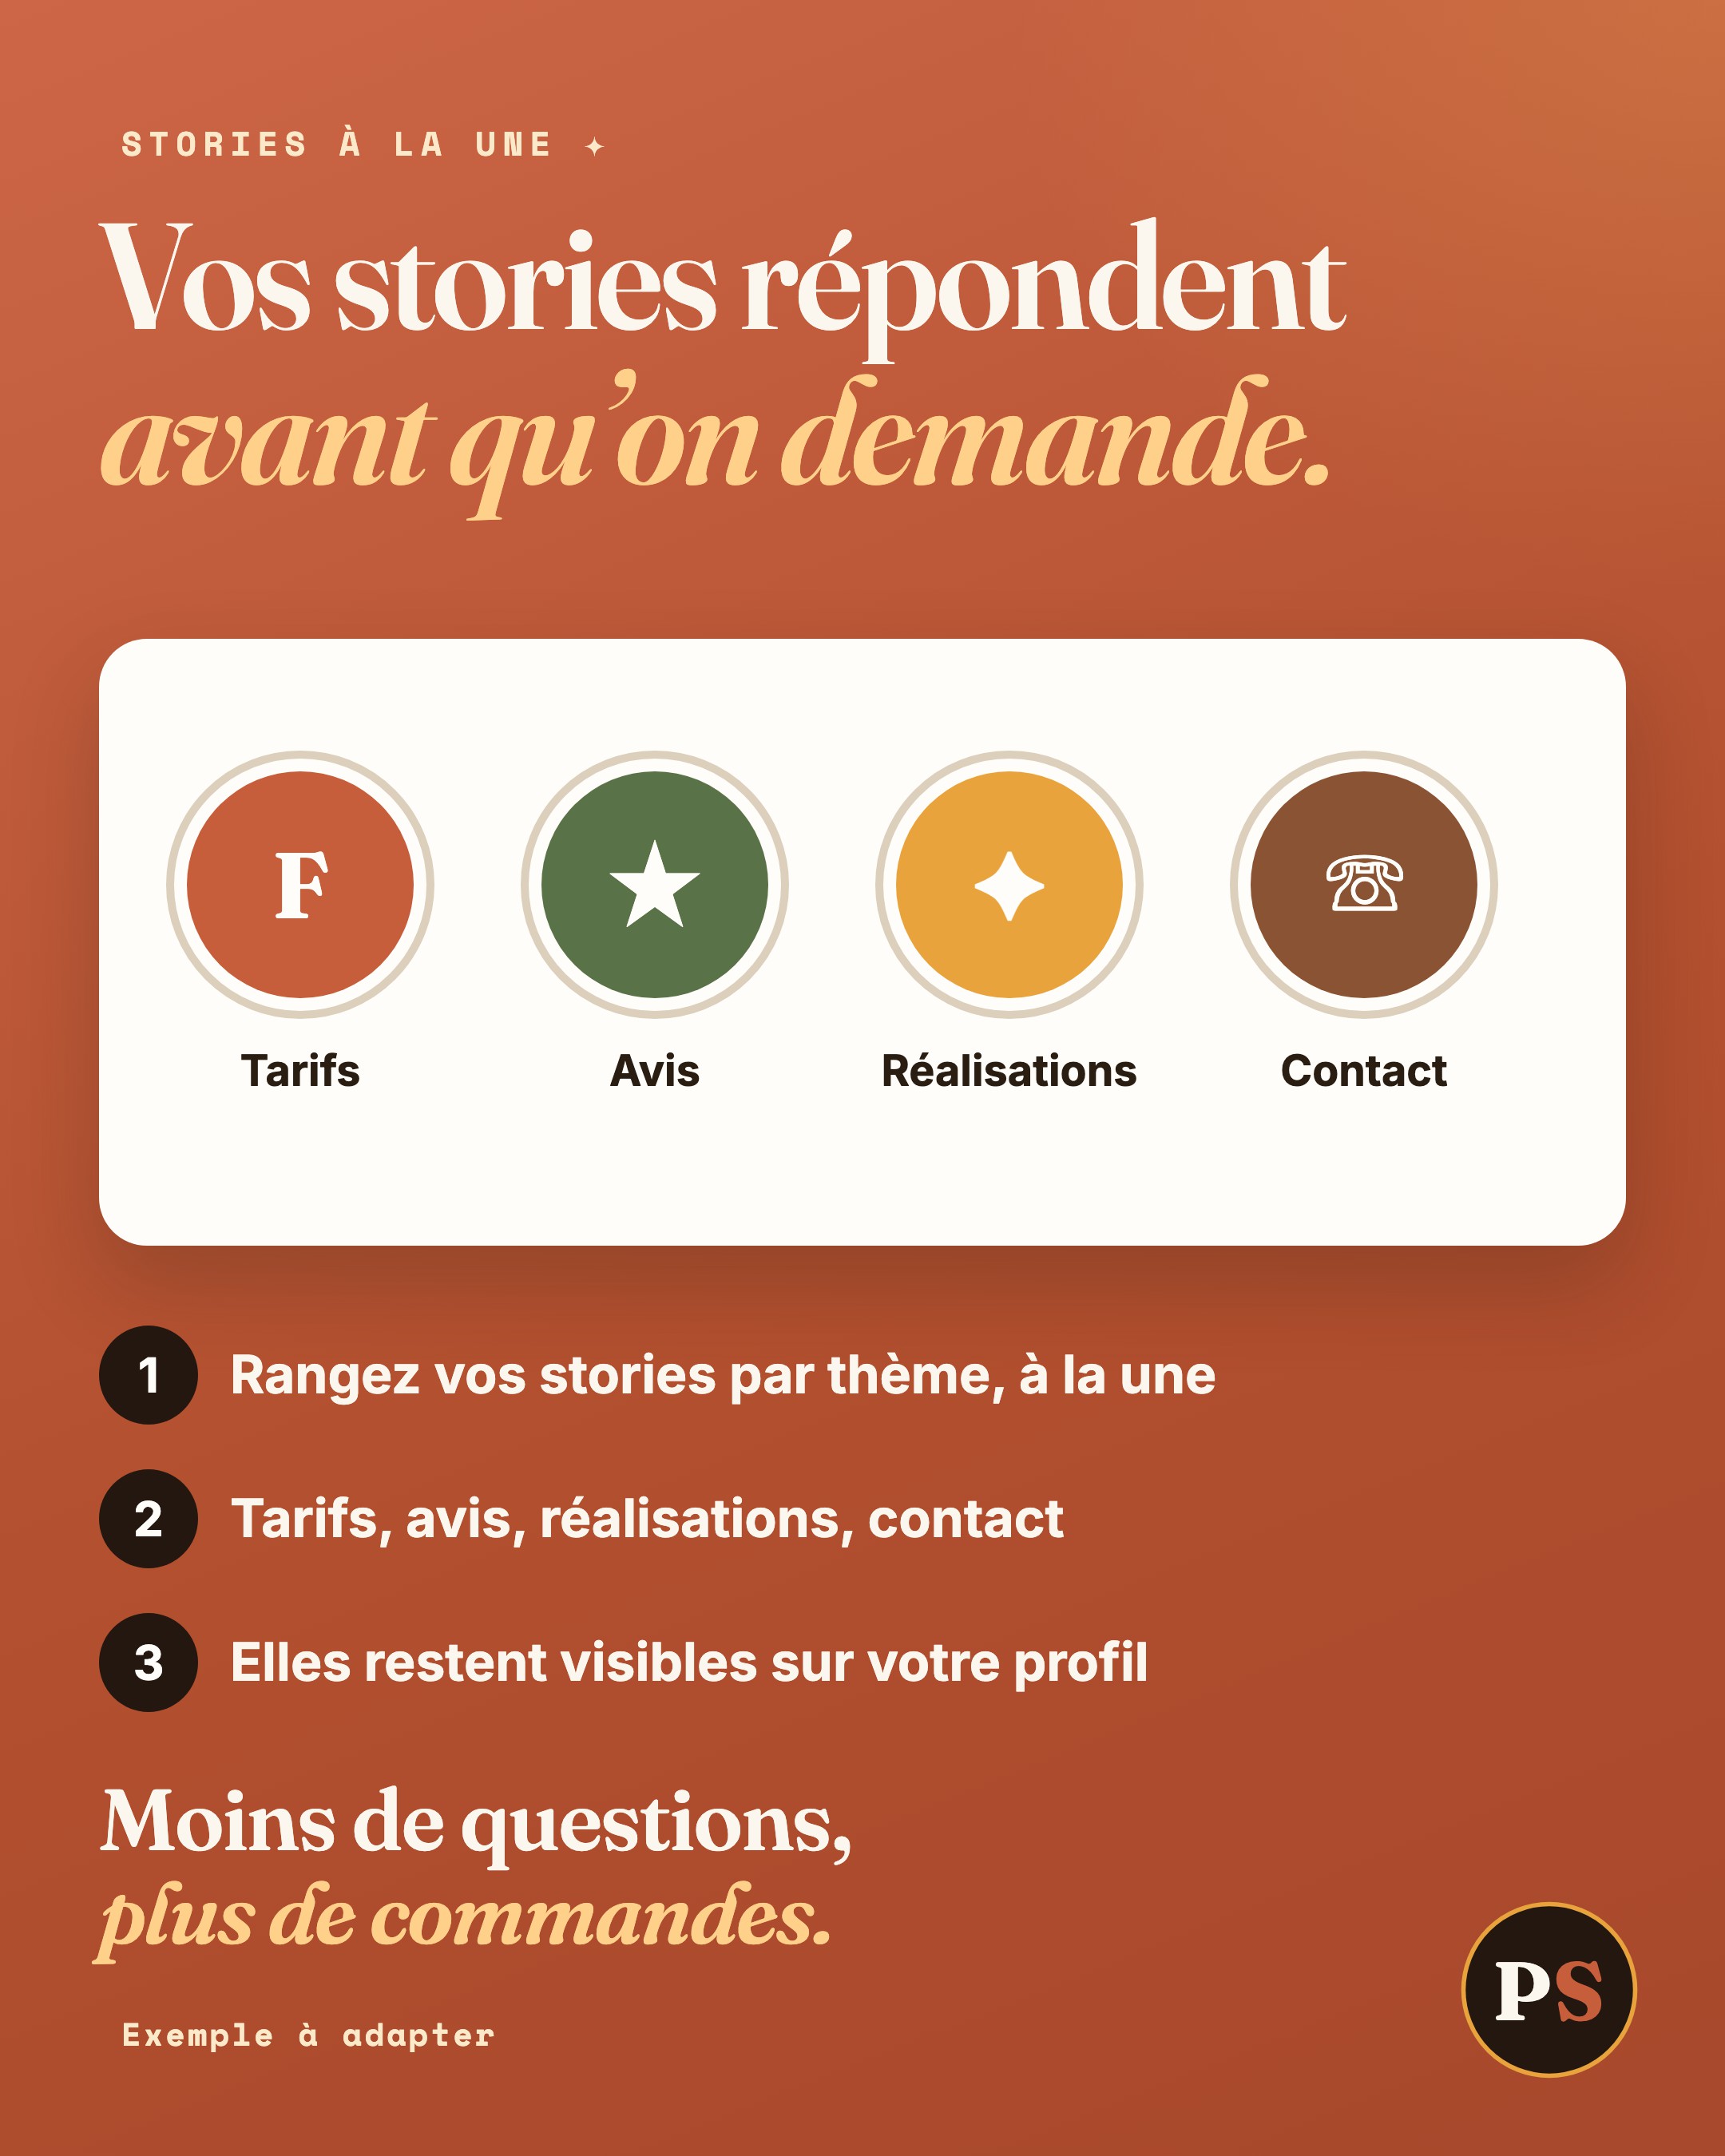 STORIES À LA UNE ✦
Vos stories répondent
avant qu’on demande.
F
Tarifs
Avis
Réalisations
Contact
1 Rangez vos stories par thème, à la une
2 Tarifs, avis, réalisations, contact
3 Elles restent visibles sur votre profil
Moins de questions,
plus de commandes.
Exemple à adapter
PS